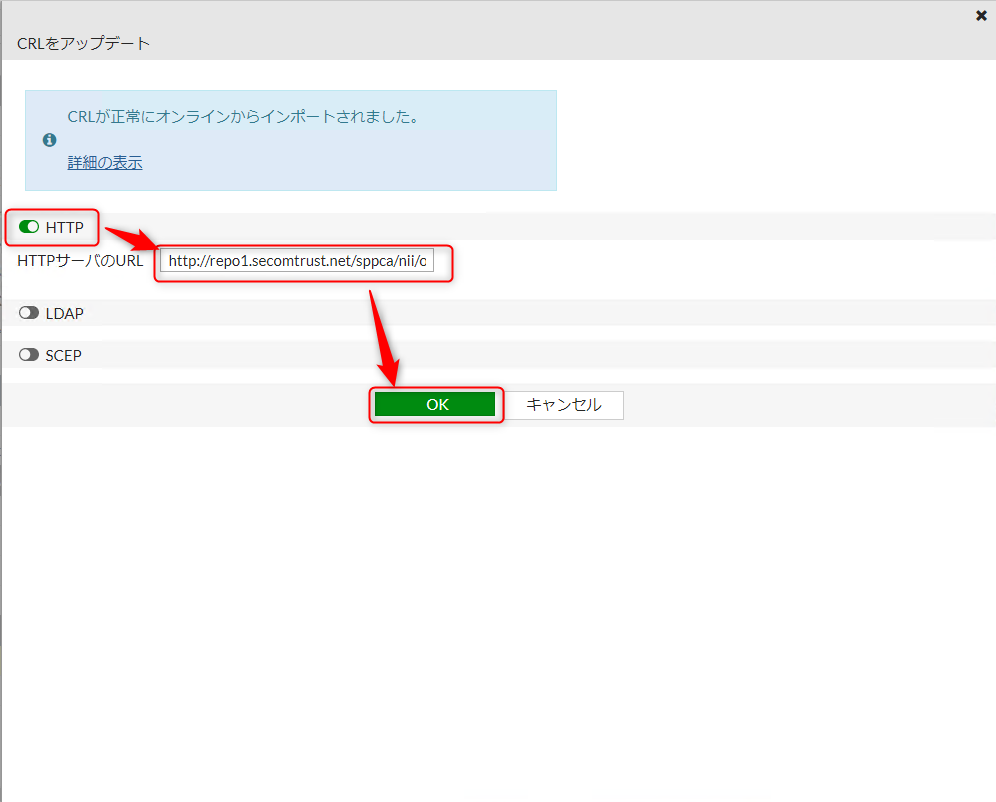 CRLをアップデート
CRLが正常にオンラインからインポートされました。
詳細の表示
HTTP
HTTPサーバのURL http://repo1.secomtrust.net/sppca/nii/o
LDAP
SCEP
OK キャンセル